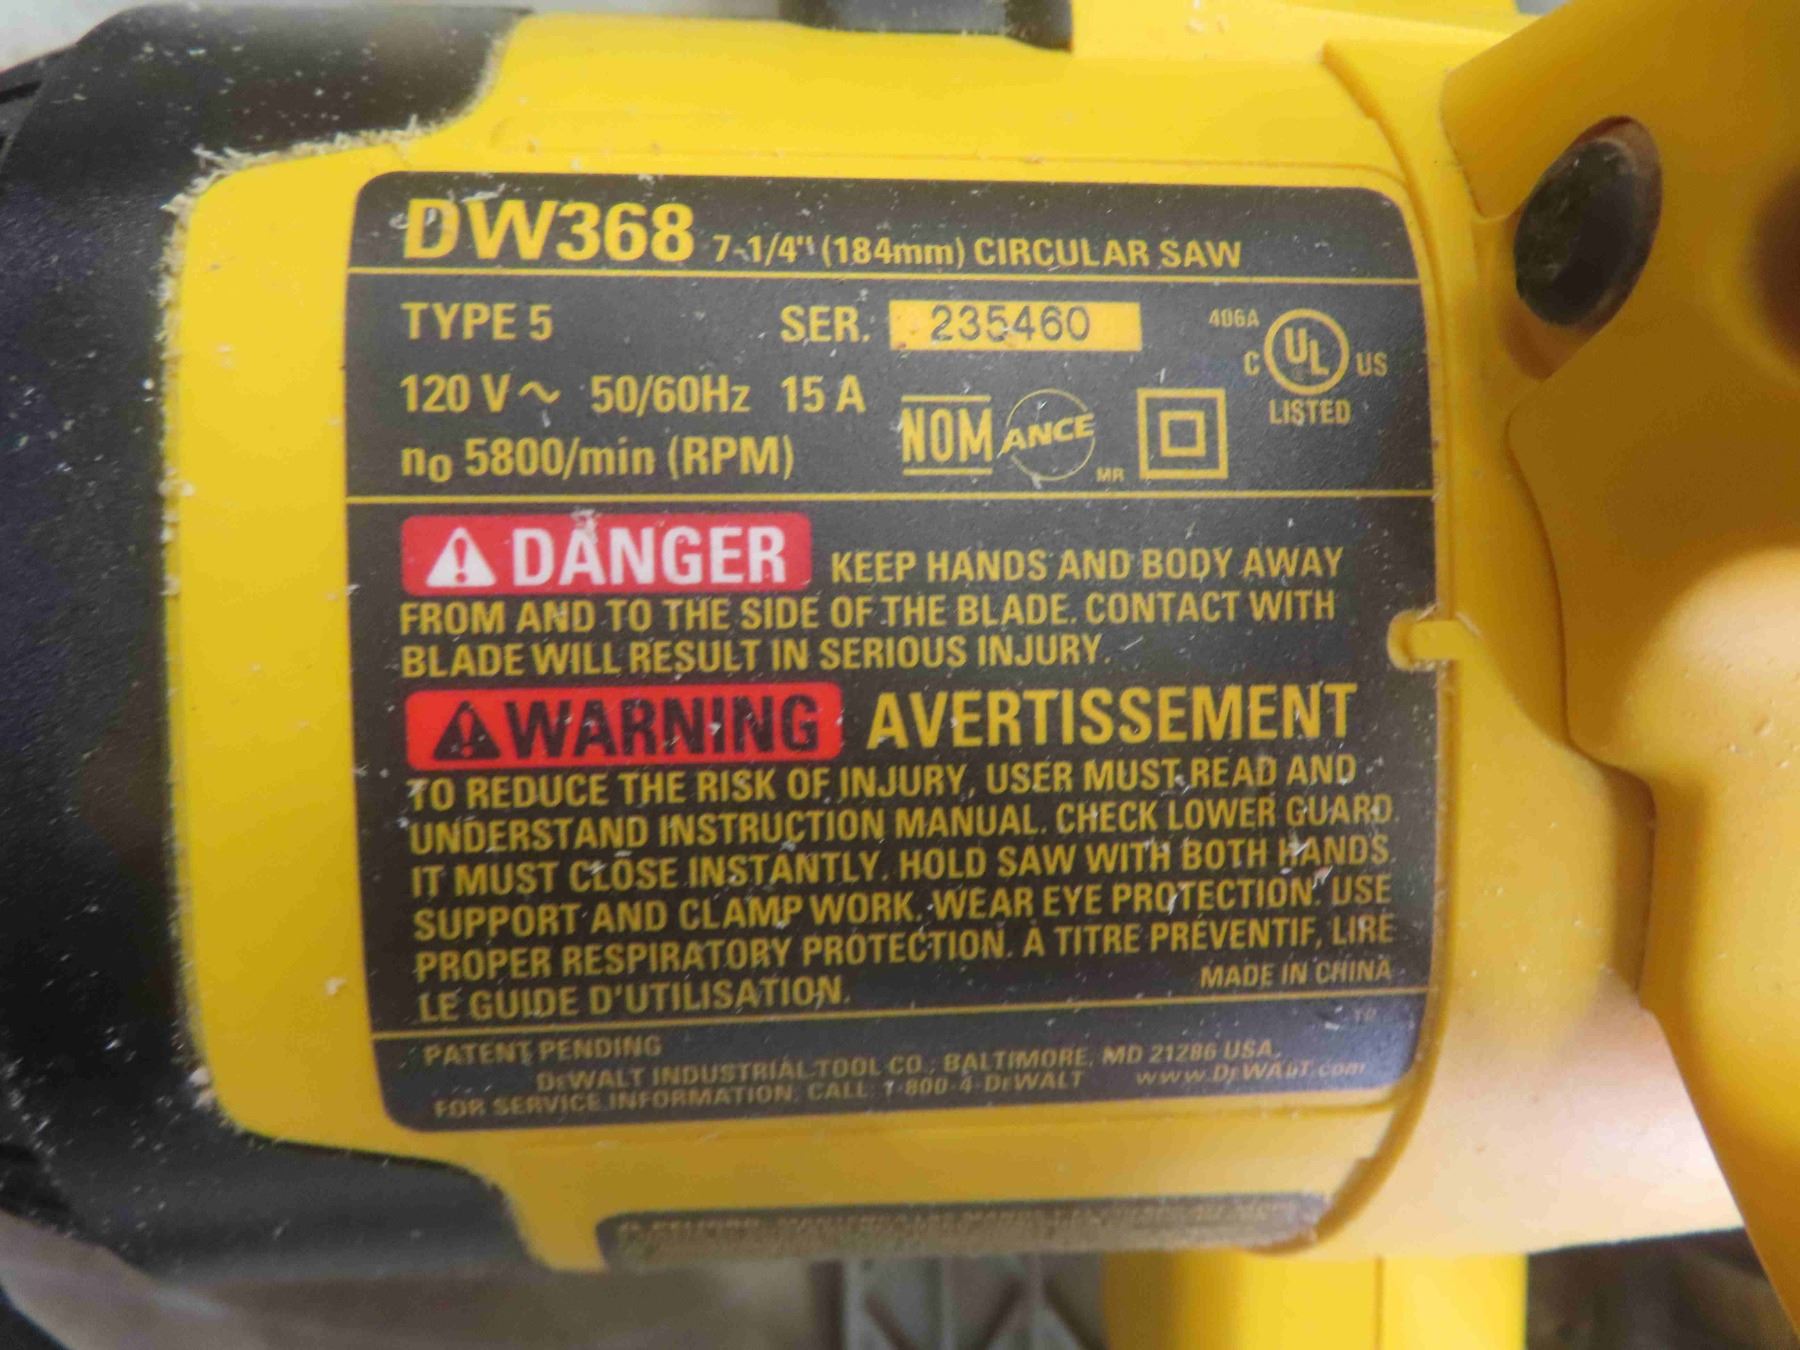 DW368 7-1/4" (184mm) CIRCULAR SAW
TYPE 5 SER. 235460
406A
C UL US
LISTED
120 V ~ 50/60Hz 15 A
NOM ANCE MR
n0 5800/min (RPM)
DANGER KEEP HANDS AND BODY AWAY
FROM AND TO THE SIDE OF THE BLADE. CONTACT WITH
BLADE WILL RESULT IN SERIOUS INJURY.
WARNING AVERTISSEMENT
TO REDUCE THE RISK OF INJURY, USER MUST READ AND
UNDERSTAND INSTRUCTION MANUAL. CHECK LOWER GUARD.
IT MUST CLOSE INSTANTLY. HOLD SAW WITH BOTH HANDS.
SUPPORT AND CLAMP WORK. WEAR EYE PROTECTION. USE
PROPER RESPIRATORY PROTECTION. À TITRE PRÉVENTIF, LIRE
LE GUIDE D'UTILISATION.
MADE IN CHINA
PATENT PENDING
DEWALT INDUSTRIAL TOOL CO., BALTIMORE, MD 21286 USA,
FOR SERVICE INFORMATION, CALL: 1-800-4-DEWALT www.DEWALT.com